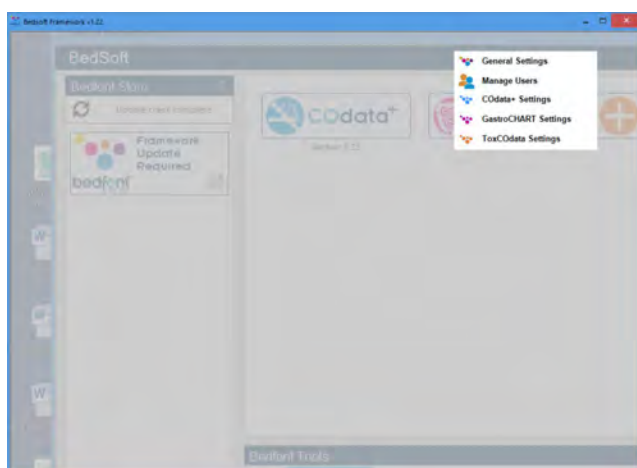 Bedsoft Framework v1.22
BedSoft
Bedfont Store
COdata+
Framework
Update
Required
bedfont
General Settings
Manage Users
COdata+ Settings
GastroCHART Settings
ToxCOdata Settings
Bedfont Tools